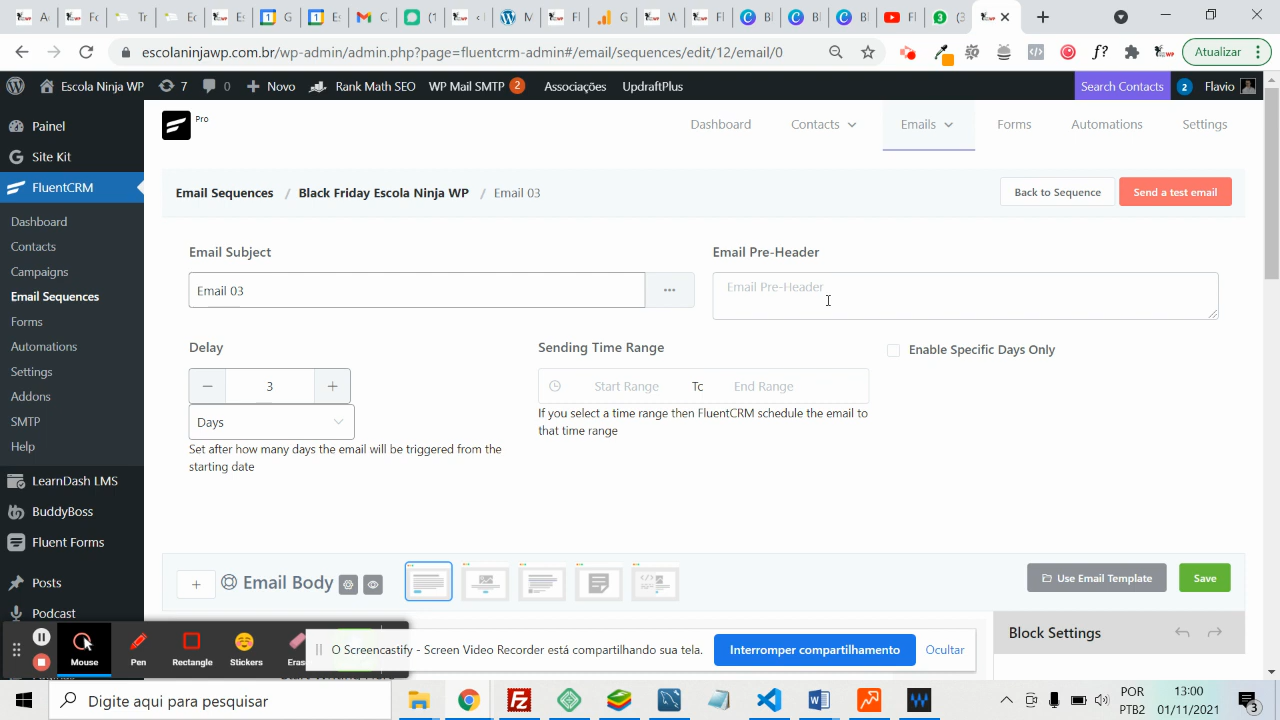 Atualizar
escolaninjawp.com.br/wp-admin/admin.php?page=fluentcrm-admin#/email/sequences/edit/12/email/0
Escola Ninja WP
7
0
Novo
Rank Math SEO
WP Mail SMTP
2
Associções
UpdraftPlus
Search Contacts
2
Flavio
Painel
Site Kit
FluentCRM
Dashboard
Contacts
Campaigns
Email Sequences
Forms
Automations
Settings
Addons
SMTP
Help
LearnDash LMS
BuddyBoss
Fluent Forms
Posts
Podcast
Pro
Dashboard
Contacts
Emails
Forms
Automations
Settings
Email Sequences / Black Friday Escola Ninja WP / Email 03
Back to Sequence
Send a test email
Email Subject
Email 03
Email Pre-Header
Email Pre-Header
Delay
3
Days
Set after how many days the email will be triggered from the
starting date
Sending Time Range
Start Range
Tc
End Range
If you select a time range then FluentCRM schedule the email to
that time range
Enable Specific Days Only
Email Body
Use Email Template
Save
Block Settings
Mouse
Pen
Rectangle
Stickers
Eras
O Screencastify - Screen Video Recorder está compartilhando sua tela.
Interromper compartilhamento
Ocultar
Digite aqui para pesquisar
POR
PTB2
13:00
01/11/2021
3